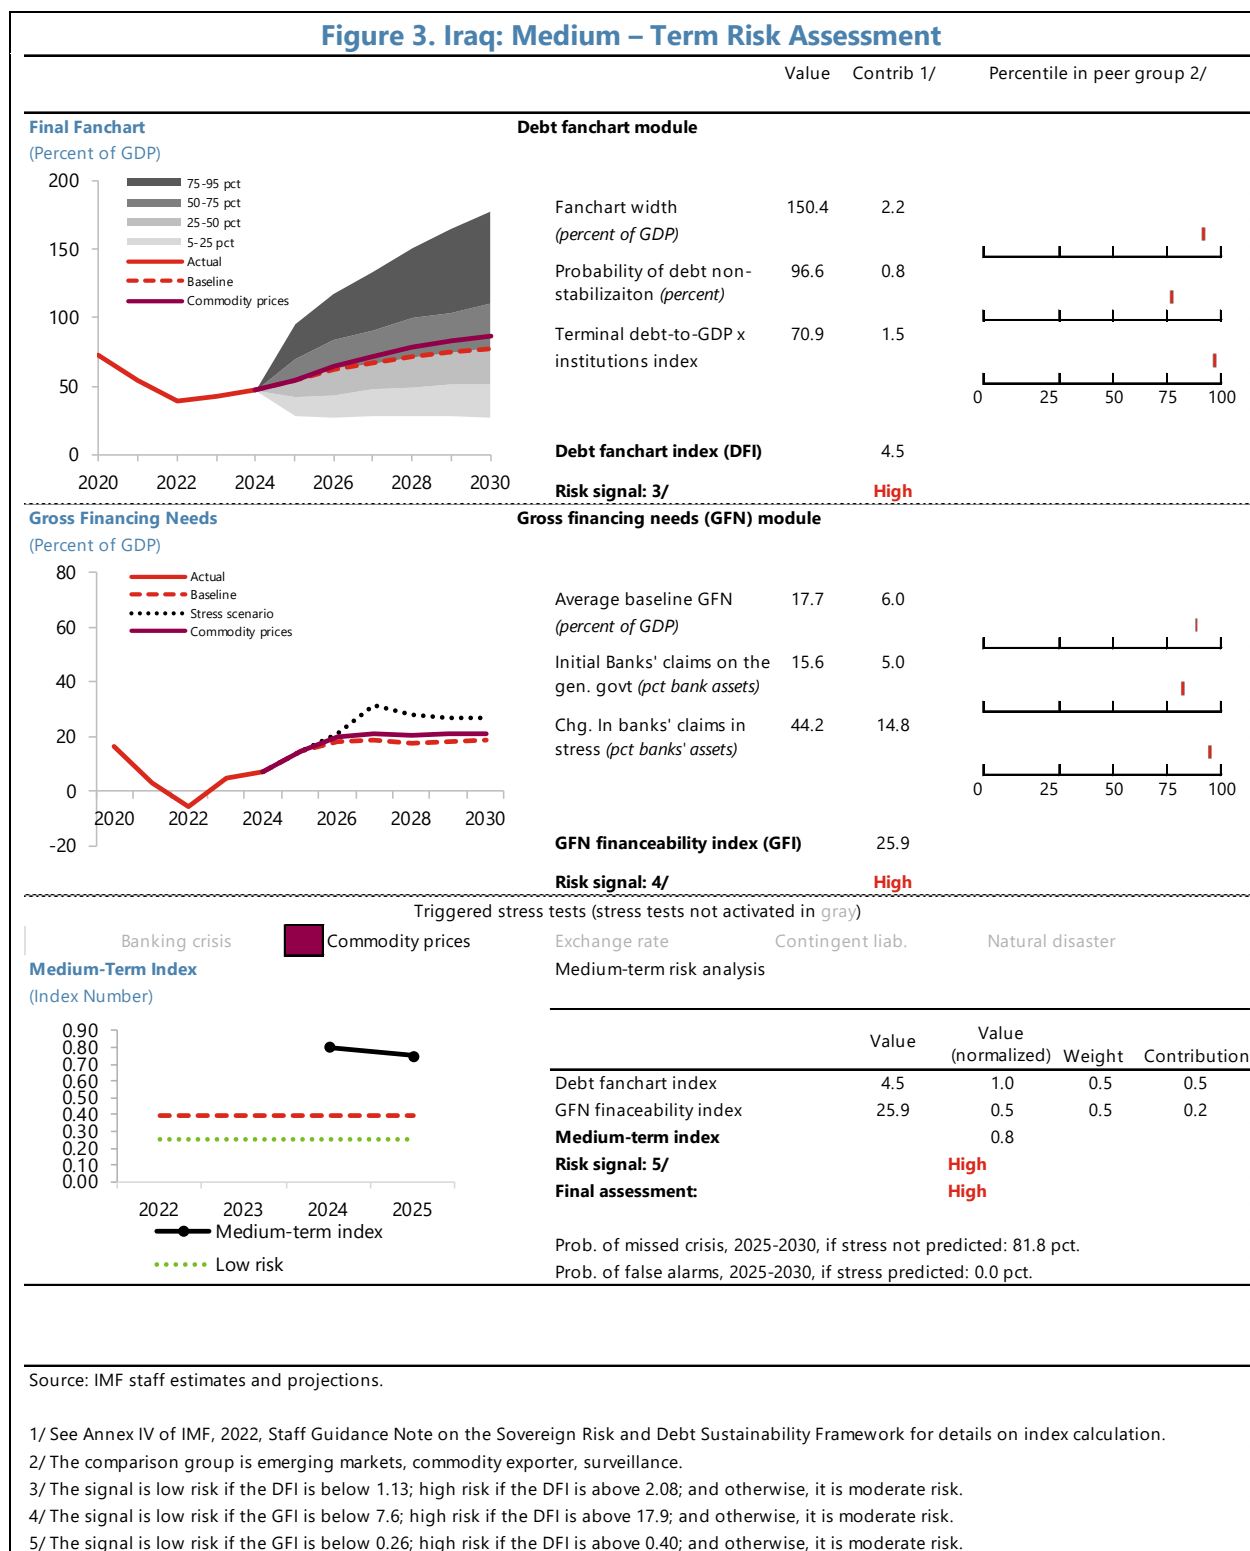 Figure 3. Iraq: Medium – Term Risk Assessment
Value Contrib 1/ Percentile in peer group 2/
Final Fanchart Debt fanchart module
(Percent of GDP)
200
150
100
50
0
75-95 pct
50-75 pct
25-50 pct
5-25 pct
Actual
Baseline
Commodity prices
2020 2022 2024 2026 2028 2030
Fanchart width 150.4 2.2
(percent of GDP)
Probability of debt non- 96.6 0.8
stabilizaiton (percent)
Terminal debt-to-GDP x 70.9 1.5
institutions index
0 25 50 75 100
Debt fanchart index (DFI) 4.5
Risk signal: 3/ High
Gross Financing Needs Gross financing needs (GFN) module
(Percent of GDP)
80
60
40
20
0
-20
Actual
Baseline
Stress scenario
Commodity prices
2020 2022 2024 2026 2028 2030
Average baseline GFN 17.7 6.0
(percent of GDP)
Initial Banks' claims on the 15.6 5.0
gen. govt (pct bank assets)
Chg. In banks' claims in 44.2 14.8
stress (pct banks' assets)
0 25 50 75 100
GFN financeability index (GFI) 25.9
Risk signal: 4/ High
Triggered stress tests (stress tests not activated in gray)
Banking crisis Commodity prices Exchange rate Contingent liab. Natural disaster
Medium-Term Index Medium-term risk analysis
(Index Number)
0.90
0.80
0.70
0.60
0.50
0.40
0.30
0.20
0.10
0.00
2022 2023 2024 2025
Medium-term index
Low risk
Value Value (normalized) Weight Contribution
Debt fanchart index 4.5 1.0 0.5 0.5
GFN finaceability index 25.9 0.5 0.5 0.2
Medium-term index 0.8
Risk signal: 5/ High
Final assessment: High
Prob. of missed crisis, 2025-2030, if stress not predicted: 81.8 pct.
Prob. of false alarms, 2025-2030, if stress predicted: 0.0 pct.
Source: IMF staff estimates and projections.
1/ See Annex IV of IMF, 2022, Staff Guidance Note on the Sovereign Risk and Debt Sustainability Framework for details on index calculation.
2/ The comparison group is emerging markets, commodity exporter, surveillance.
3/ The signal is low risk if the DFI is below 1.13; high risk if the DFI is above 2.08; and otherwise, it is moderate risk.
4/ The signal is low risk if the GFI is below 7.6; high risk if the DFI is above 17.9; and otherwise, it is moderate risk.
5/ The signal is low risk if the GFI is below 0.26; high risk if the DFI is above 0.40; and otherwise, it is moderate risk.